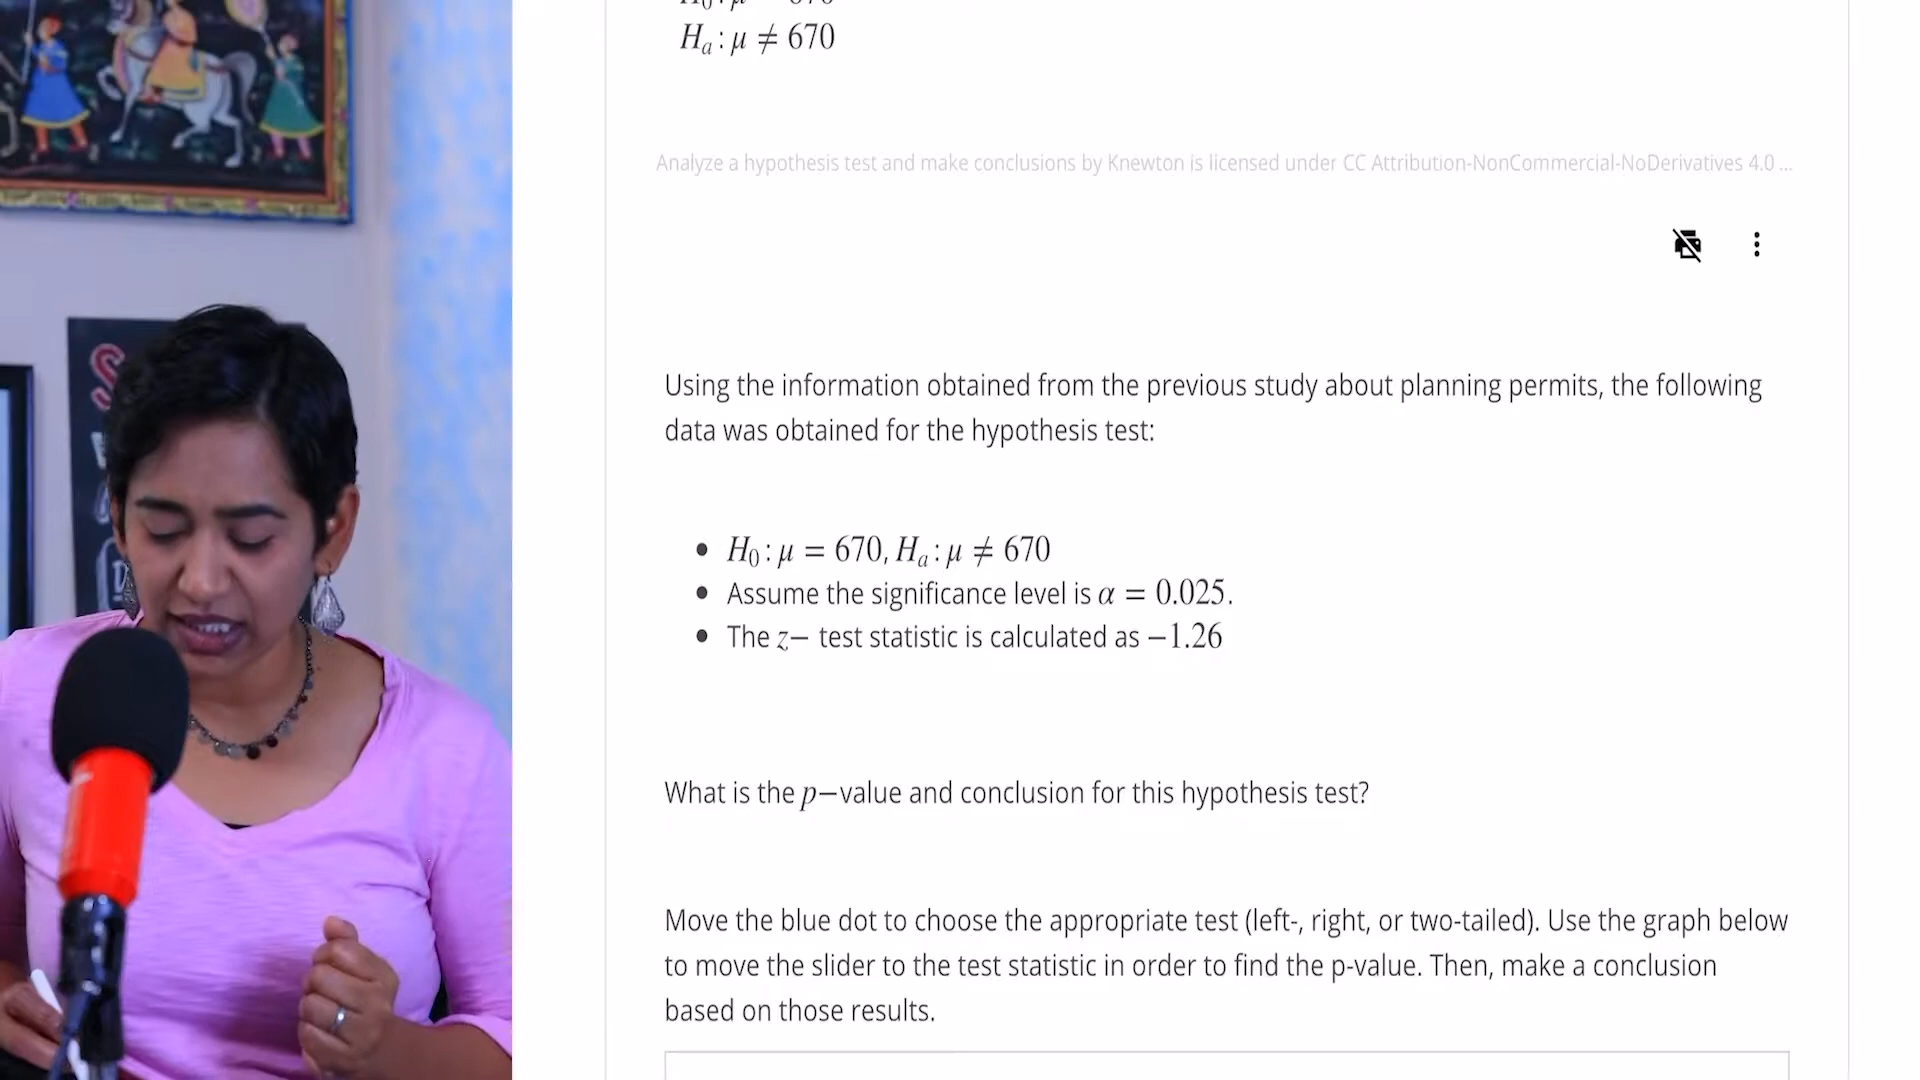 Hₐ : μ ≠ 670
Analyze a hypothesis test and make conclusions by Knewton is licensed under CC Attribution-NonCommercial-NoDerivatives 4.0 ...
Using the information obtained from the previous study about planning permits, the following
data was obtained for the hypothesis test:
• H₀ : μ = 670, Hₐ : μ ≠ 670
• Assume the significance level is α = 0.025.
• The z− test statistic is calculated as −1.26
What is the p−value and conclusion for this hypothesis test?
Move the blue dot to choose the appropriate test (left-, right, or two-tailed). Use the graph below
to move the slider to the test statistic in order to find the p-value. Then, make a conclusion
based on those results.